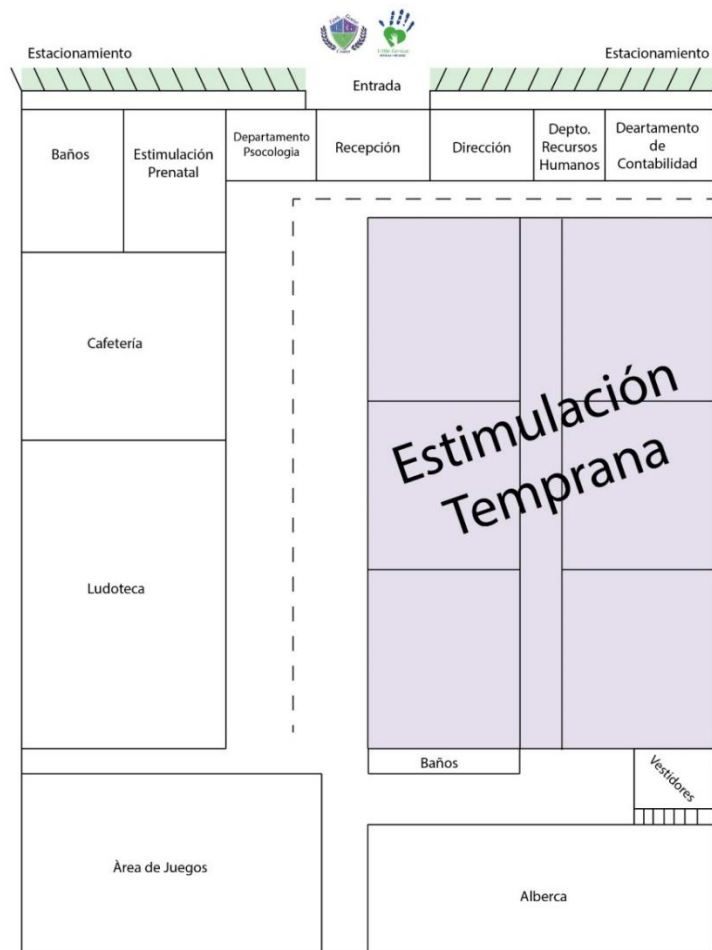 Estacionamiento
Estacionamiento
Entrada
Baños
Estimulación
Prenatal
Departamento
Psocologia
Recepción
Dirección
Depto.
Recursos
Humanos
Deartamento
de
Contabilidad
Cafetería
Estimulación
Temprana
Ludoteca
Baños
Vestidores
Àrea de Juegos
Alberca